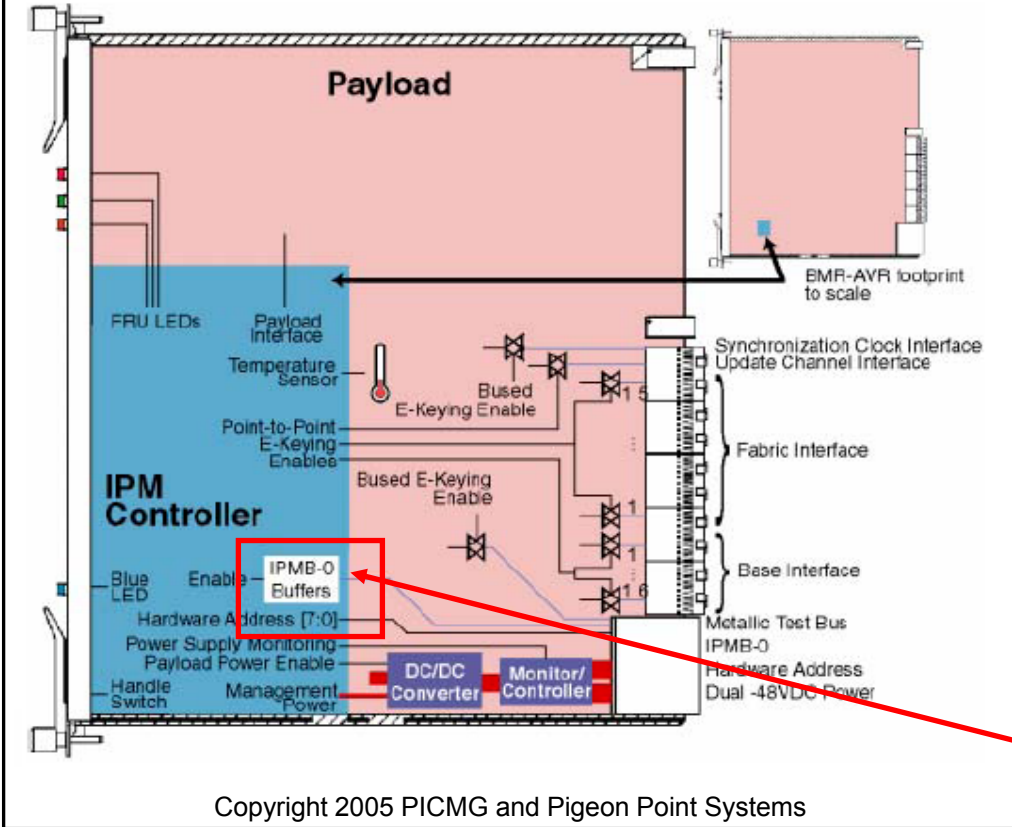 Payload
BMR-AVR footprint
to scale
FRU LEDs
Payload
Interface
Temperature
Sensor
Synchronization Clock Interface
Update Channel Interface
Bused
E-Keying Enable
1 5
Point-to-Point
E-Keying
Enables
Fabric Interface
Bused E-Keying
Enable
IPM
Controller
1
1
Blue
LED
Enable
IPMB-0
Buffers
Base Interface
1 6
Hardware Address [7:0]
Metallic Test Bus
IPMB-0
Hardware Address
Dual -48VDC Power
Power Supply Monitoring
Payload Power Enable
DC/DC
Converter
Monitor/
Controller
Handle
Switch
Management
Power
Copyright 2005 PICMG and Pigeon Point Systems